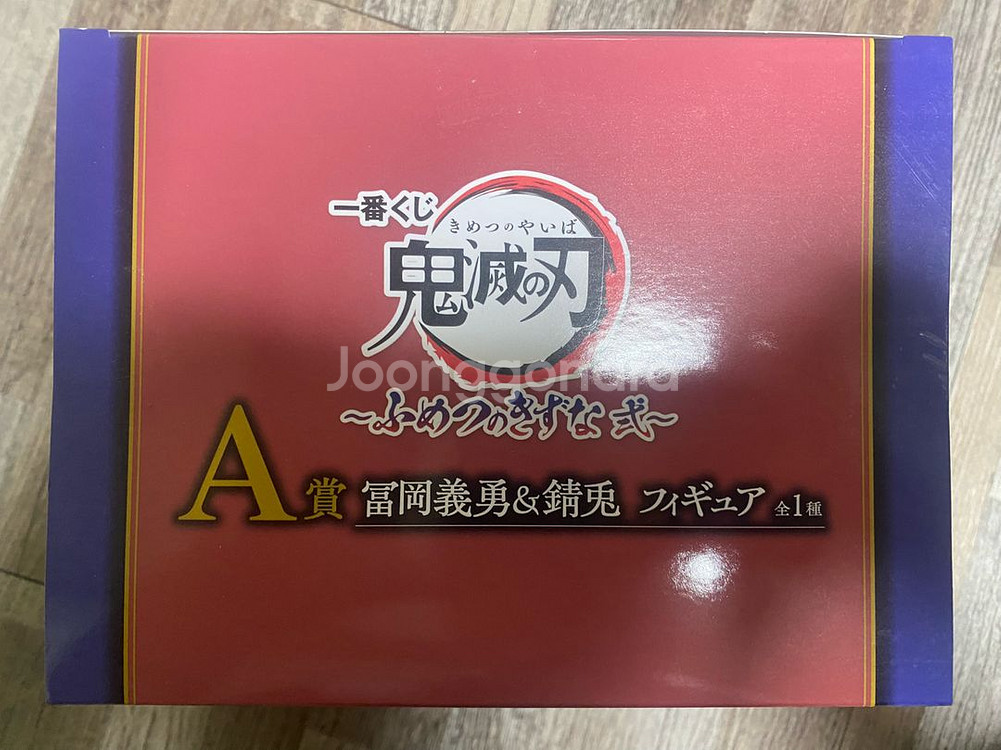 一番くじ
きめつのやいば
鬼滅の刃
Joonggonara
~ふめつのきずな 弐~
A賞 冨岡義勇&錆兎 フィギュア 全1種